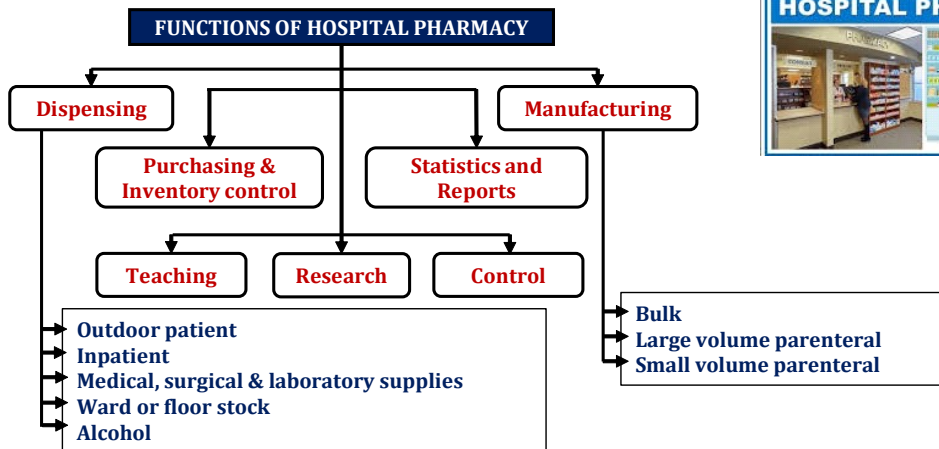 FUNCTIONS OF HOSPITAL PHARMACY
HOSPITAL PH
PHARMACY
Dispensing
Manufacturing
Purchasing &
Inventory control
Statistics and
Reports
Teaching
Research
Control
Outdoor patient
Inpatient
Medical, surgical & laboratory supplies
Ward or floor stock
Alcohol
Bulk
Large volume parenteral
Small volume parenteral